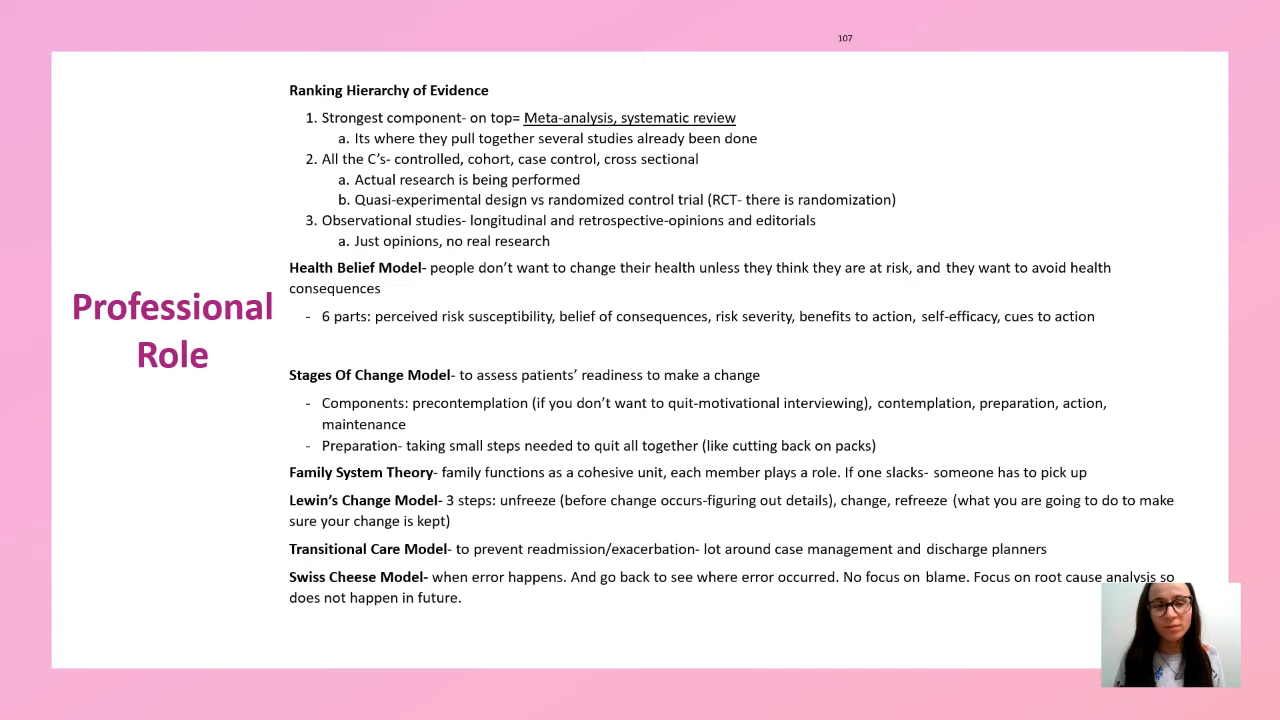 107
Professional
Role
Ranking Hierarchy of Evidence
1. Strongest component- on top= Meta-analysis, systematic review
a. Its where they pull together several studies already been done
2. All the C's- controlled, cohort, case control, cross sectional
a. Actual research is being performed
b. Quasi-experimental design vs randomized control trial (RCT- there is randomization)
3. Observational studies- longitudinal and retrospective-opinions and editorials
a. Just opinions, no real research
Health Belief Model- people don't want to change their health unless they think they are at risk, and they want to avoid health
consequences
- 6 parts: perceived risk susceptibility, belief of consequences, risk severity, benefits to action, self-efficacy, cues to action
Stages Of Change Model- to assess patients' readiness to make a change
- Components: precontemplation (if you don't want to quit-motivational interviewing), contemplation, preparation, action,
maintenance
- Preparation- taking small steps needed to quit all together (like cutting back on packs)
Family System Theory- family functions as a cohesive unit, each member plays a role. If one slacks- someone has to pick up
Lewin's Change Model- 3 steps: unfreeze (before change occurs-figuring out details), change, refreeze (what you are going to do to make
sure your change is kept)
Transitional Care Model- to prevent readmission/exacerbation- lot around case management and discharge planners
Swiss Cheese Model- when error happens. And go back to see where error occurred. No focus on blame. Focus on root cause analysis so
does not happen in future.